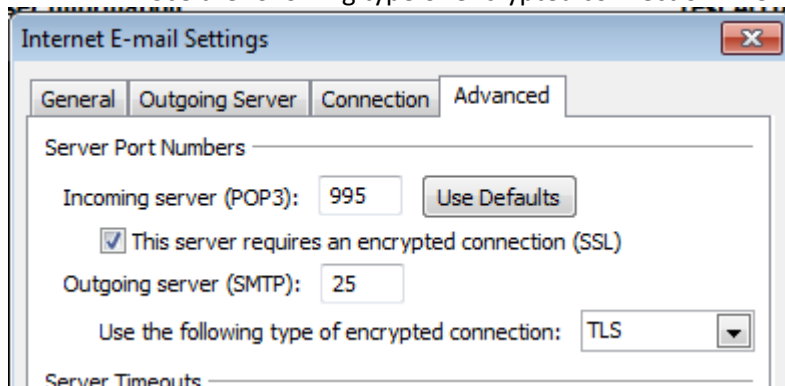 Internet E-mail Settings
General Outgoing Server Connection Advanced
Server Port Numbers
Incoming server (POP3): 995 Use Defaults
This server requires an encrypted connection (SSL)
Outgoing server (SMTP): 25
Use the following type of encrypted connection: TLS
Server Timeouts